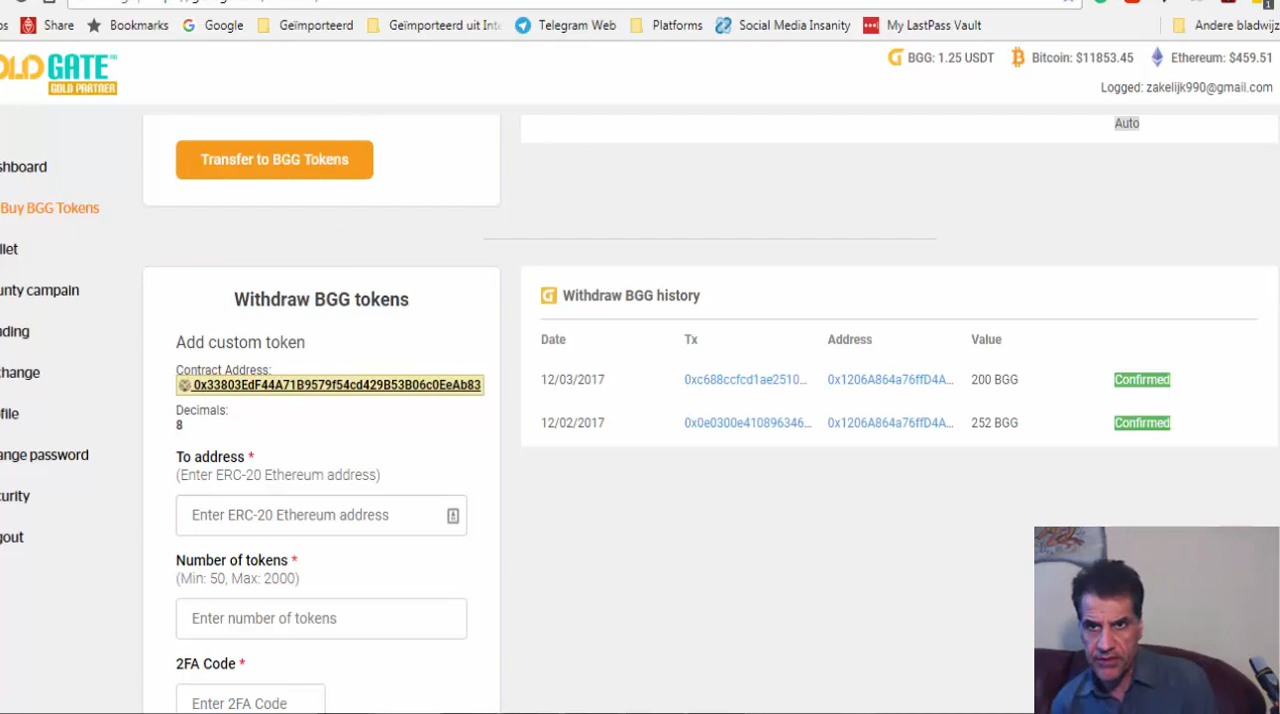 Share Bookmarks Google Geïmporteerd Geïmporteerd uit Inte Telegram Web Platforms Social Media Insanity My LastPass Vault Andere bladwijz
OLD GATE
GOLD PARTNER
BGG: 1.25 USDT Bitcoin: $11853.45 Ethereum: $459.51
Logged: zakelijk990@gmail.com
Auto
Transfer to BGG Tokens
shboard
Buy BGG Tokens
llet
unty campain
ding
change
file
ange password
curity
gout
Withdraw BGG tokens
Add custom token
Contract Address:
0x33803EdF44A71B9579f54cd429B53B06c0EeAb83
Decimals:
8
To address *
(Enter ERC-20 Ethereum address)
Enter ERC-20 Ethereum address
Number of tokens *
(Min: 50, Max: 2000)
Enter number of tokens
2FA Code *
Enter 2FA Code
Withdraw BGG history
Date Tx Address Value
12/03/2017 0xc688ccfcd1ae2510... 0x1206A864a76ffD4A... 200 BGG Confirmed
12/02/2017 0x0e0300e410896346... 0x1206A864a76ffD4A... 252 BGG Confirmed